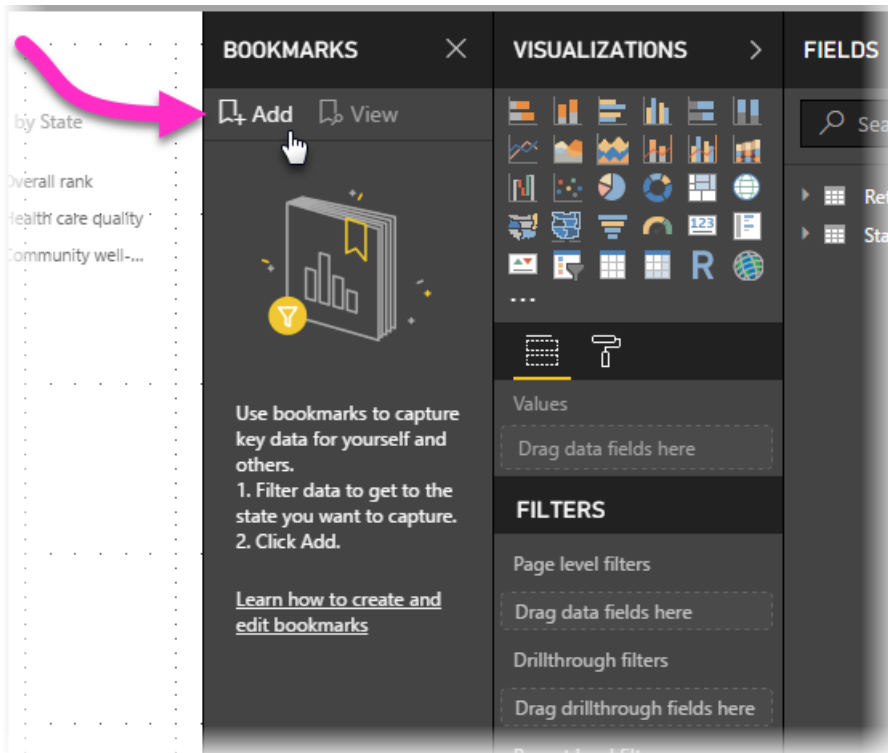 by State
Overall rank
Health care quality
Community well-...
BOOKMARKS
Add View
Use bookmarks to capture
key data for yourself and
others.
1. Filter data to get to the
state you want to capture.
2. Click Add.
Learn how to create and
edit bookmarks
VISUALIZATIONS
123
R
...
Values
Drag data fields here
FILTERS
Page level filters
Drag data fields here
Drillthrough filters
Drag drillthrough fields here
FIELDS
Sea
Ret
Sta